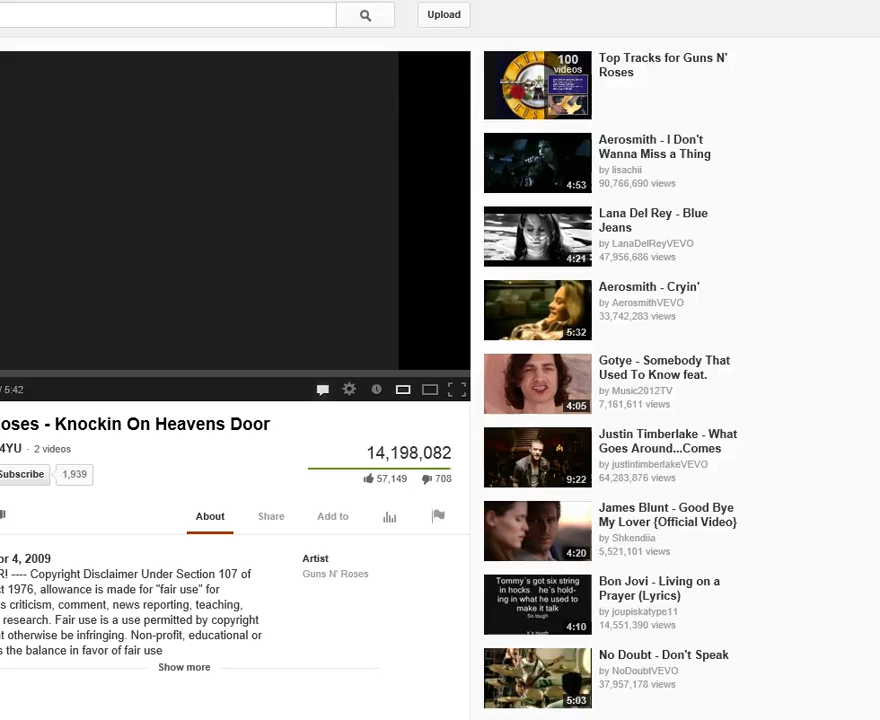 Upload
/ 5:42
oses - Knockin On Heavens Door
4YU · 2 videos
Subscribe
1,939
14,198,082
57,149
708
About
Share
Add to
pr 4, 2009
R! ---- Copyright Disclaimer Under Section 107 of
t 1976, allowance is made for "fair use" for
s criticism, comment, news reporting, teaching,
research. Fair use is a use permitted by copyright
t otherwise be infringing. Non-profit, educational or
s the balance in favor of fair use
Artist
Guns N' Roses
Show more
100
videos
Top Tracks for Guns N'
Roses
4:53
Aerosmith - I Don't
Wanna Miss a Thing
by lisachii
90,766,690 views
4:21
Lana Del Rey - Blue
Jeans
by LanaDelReyVEVO
47,956,686 views
5:32
Aerosmith - Cryin'
by AerosmithVEVO
33,742,283 views
4:05
Gotye - Somebody That
Used To Know feat.
by Music2012TV
7,161,611 views
9:22
Justin Timberlake - What
Goes Around...Comes
by justintimberlakeVEVO
64,283,876 views
4:20
James Blunt - Good Bye
My Lover {Official Video}
by Shkendiia
5,521,101 views
Tommy's got six string
in hocks he's hold-
ing in what he used to
make it talk
So tough
it's tough
4:10
Bon Jovi - Living on a
Prayer (Lyrics)
by joupiskatype11
14,551,390 views
5:03
No Doubt - Don't Speak
by NoDoubtVEVO
37,957,178 views